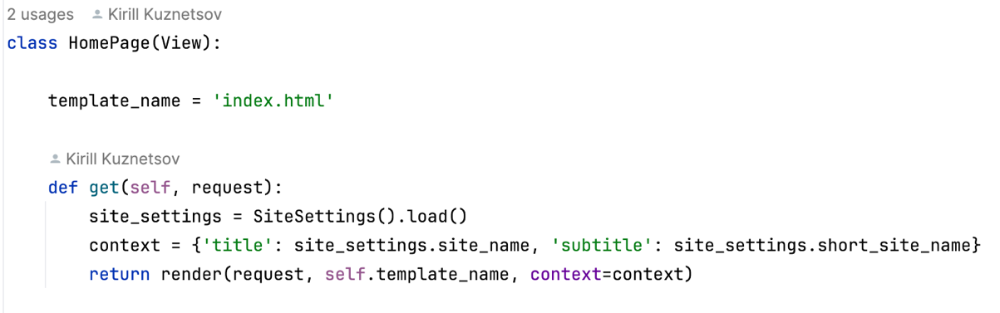 2 usages Kirill Kuznetsov
class HomePage(View):
template_name = 'index.html'
Kirill Kuznetsov
def get(self, request):
site_settings = SiteSettings().load()
context = {'title': site_settings.site_name, 'subtitle': site_settings.short_site_name}
return render(request, self.template_name, context=context)